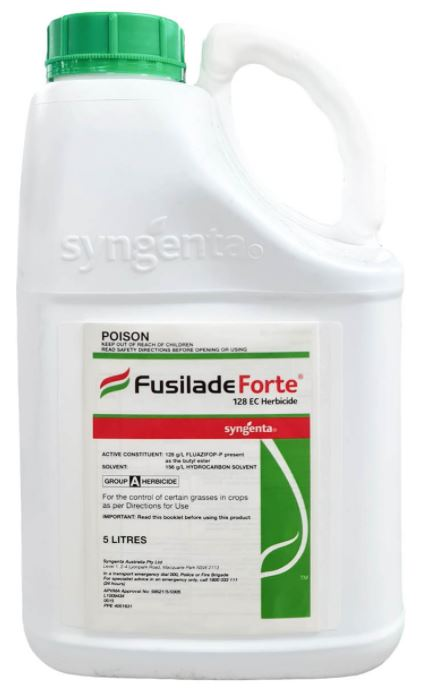 syngenta
POISON
KEEP OUT OF REACH OF CHILDREN
READ SAFETY DIRECTIONS BEFORE OPENING OR USING
Fusilade Forte®
128 EC Herbicide
syngenta®
ACTIVE CONSTITUENT: 128 g/L FLUAZIFOP-P present
as the butyl ester
SOLVENT: 156 g/L HYDROCARBON SOLVENT
GROUP A HERBICIDE
For the control of certain grasses in crops
as per Directions for Use
IMPORTANT: Read this booklet before using this product
5 LITRES
Syngenta Australia Pty Ltd
Level 1, 2-4 Lyonpark Road, Macquarie Park NSW 2113
In a transport emergency dial 000, Police or Fire Brigade
For specialist advice in an emergency only, call 1800 033 111
(24 hours)
APVMA Approval No:
PPE 4061631
TM